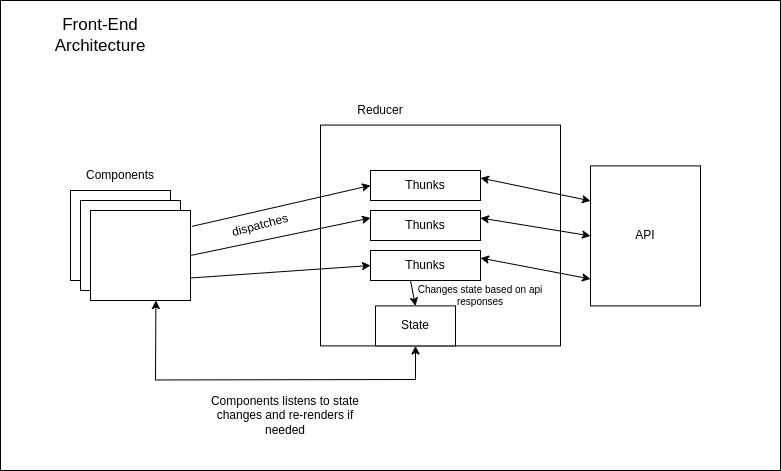 Front-End
Architecture
Reducer
Components
Thunks
dispatches
Thunks
API
Thunks
Changes state based on api
responses
State
Components listens to state
changes and re-renders if
needed